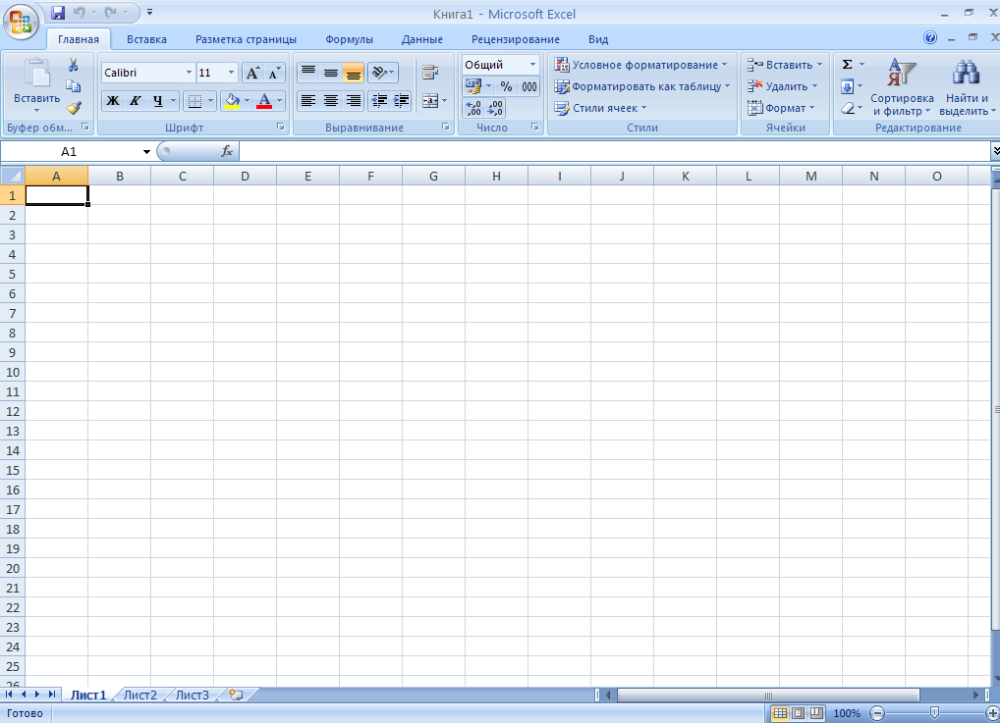 Книга1 - Microsoft Excel
Главная Вставка Разметка страницы Формулы Данные Рецензирование Вид
Вставить
Буфер обм...
Calibri 11
Ж К Ч
Шрифт
Выравнивание
Общий
% 000
,00 ,00
Число
Условное форматирование
Форматировать как таблицу
Стили ячеек
Стили
Вставить
Удалить
Формат
Ячейки
Σ
Сортировка и фильтр
Найти и выделить
Редактирование
A1 fx
A B C D E F G H I J K L M N O
1
2
3
4
5
6
7
8
9
10
11
12
13
14
15
16
17
18
19
20
21
22
23
24
25
26
Лист1 Лист2 Лист3
Готово 100%